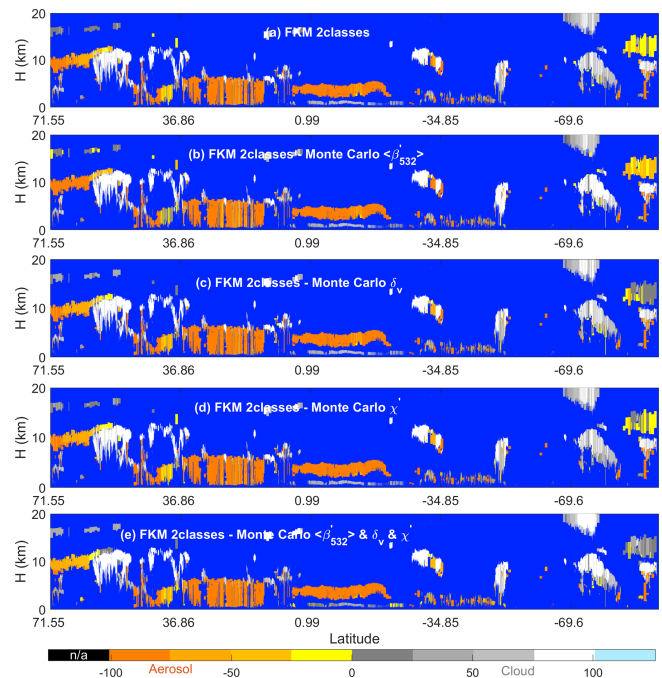 20
(a) FKM 2classes
H (km)
10
0
71.55 36.86 0.99 -34.85 -69.6
20
(b) FKM 2classes - Monte Carlo <β'532>
H (km)
10
0
71.55 36.86 0.99 -34.85 -69.6
20
(c) FKM 2classes - Monte Carlo δv
H (km)
10
0
71.55 36.86 0.99 -34.85 -69.6
20
(d) FKM 2classes - Monte Carlo χ'
H (km)
10
0
71.55 36.86 0.99 -34.85 -69.6
20
(e) FKM 2classes - Monte Carlo <β'532> & δv & χ'
H (km)
10
0
71.55 36.86 0.99 -34.85 -69.6
Latitude
n/a
-100 Aerosol -50 0 50 Cloud 100